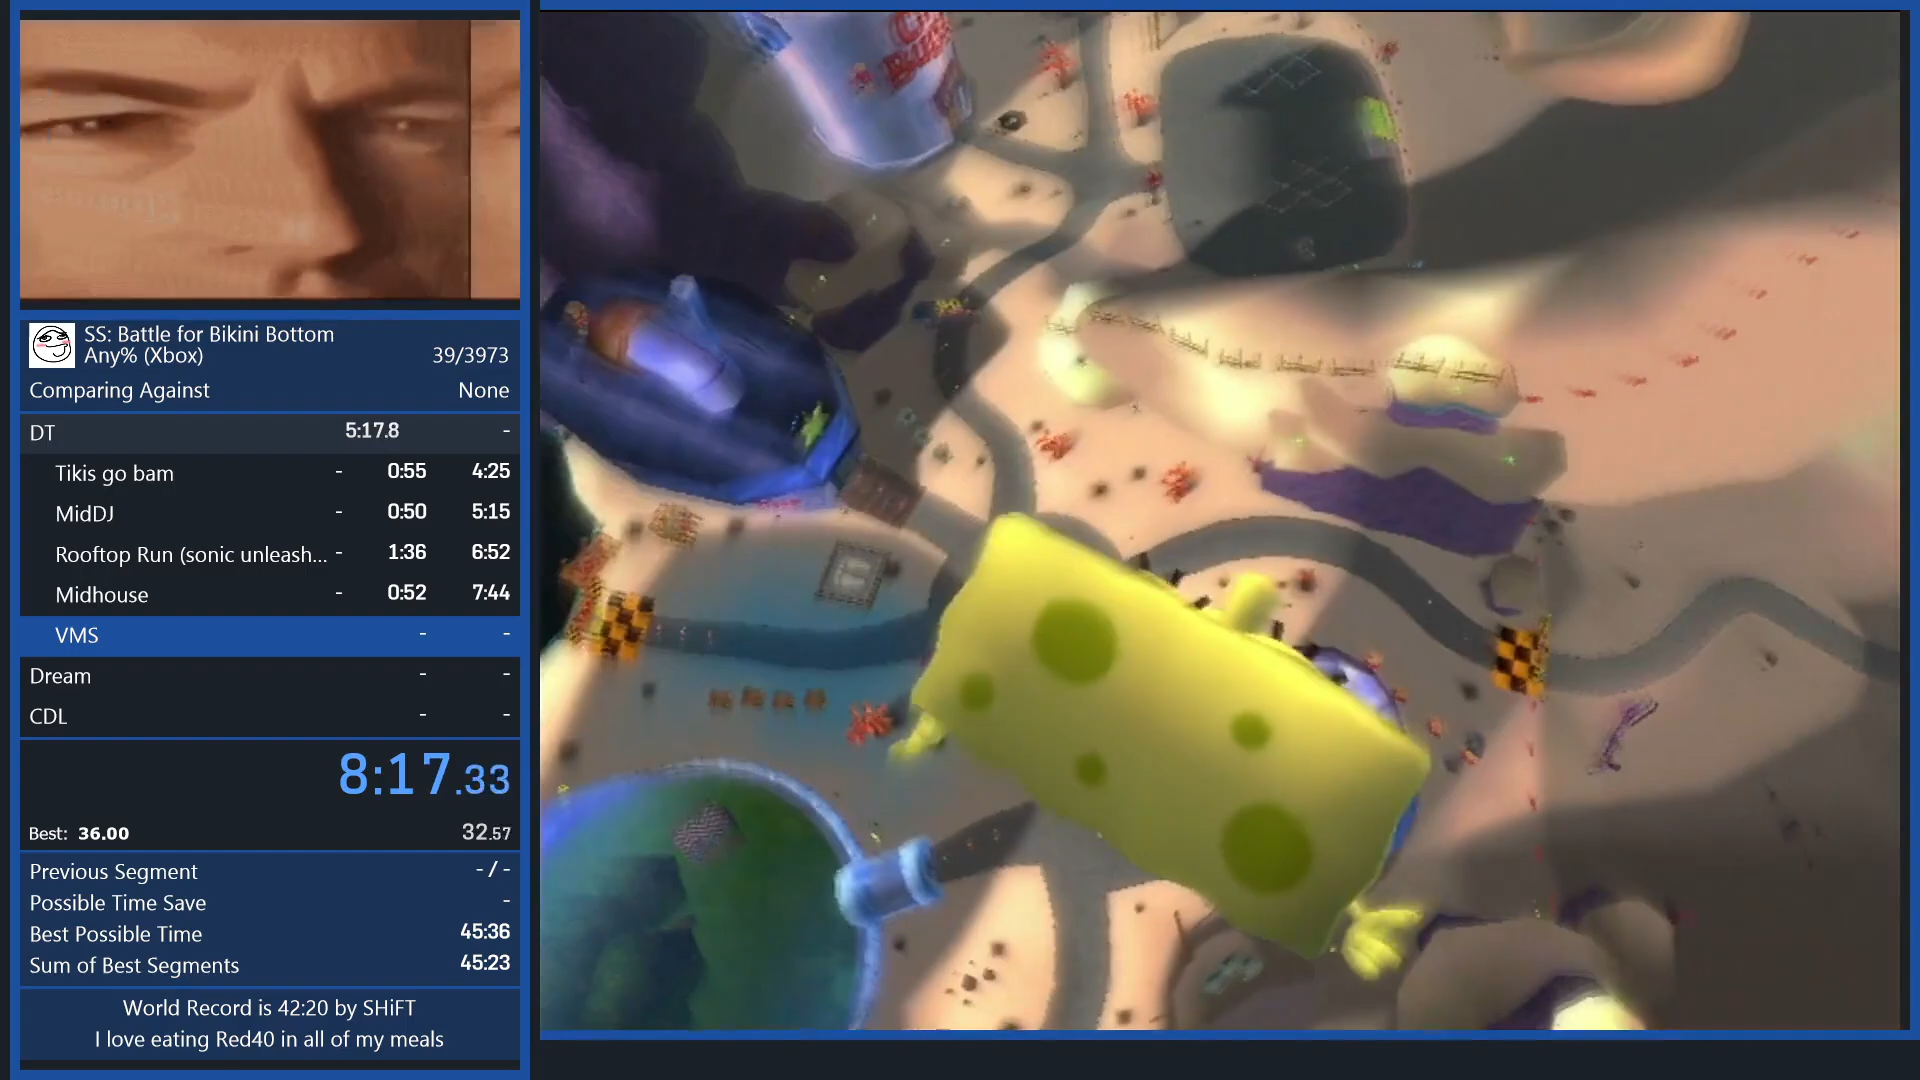 SS: Battle for Bikini Bottom
Any% (Xbox) 39/3973
Comparing Against None
DT 5:17.8 -
Tikis go bam - 0:55 4:25
MidDJ - 0:50 5:15
Rooftop Run (sonic unleash... - 1:36 6:52
Midhouse - 0:52 7:44
VMS - -
Dream - -
CDL - -
8:17.33
Best: 36.00 32.57
Previous Segment - / -
Possible Time Save -
Best Possible Time 45:36
Sum of Best Segments 45:23
World Record is 42:20 by SHiFT
I love eating Red40 in all of my meals